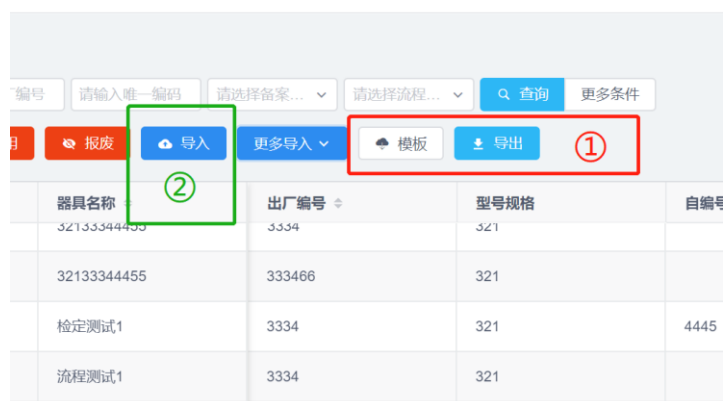 编号 请输入唯一编码 请选择备案... 请选择流程... 查询 更多条件
用 报废 导入 更多导入 模板 导出 ①
②
器具名称 出厂编号 型号规格 自编号
32133344455 3334 321
32133344455 333466 321
检定测试1 3334 321 4445
流程测试1 3334 321